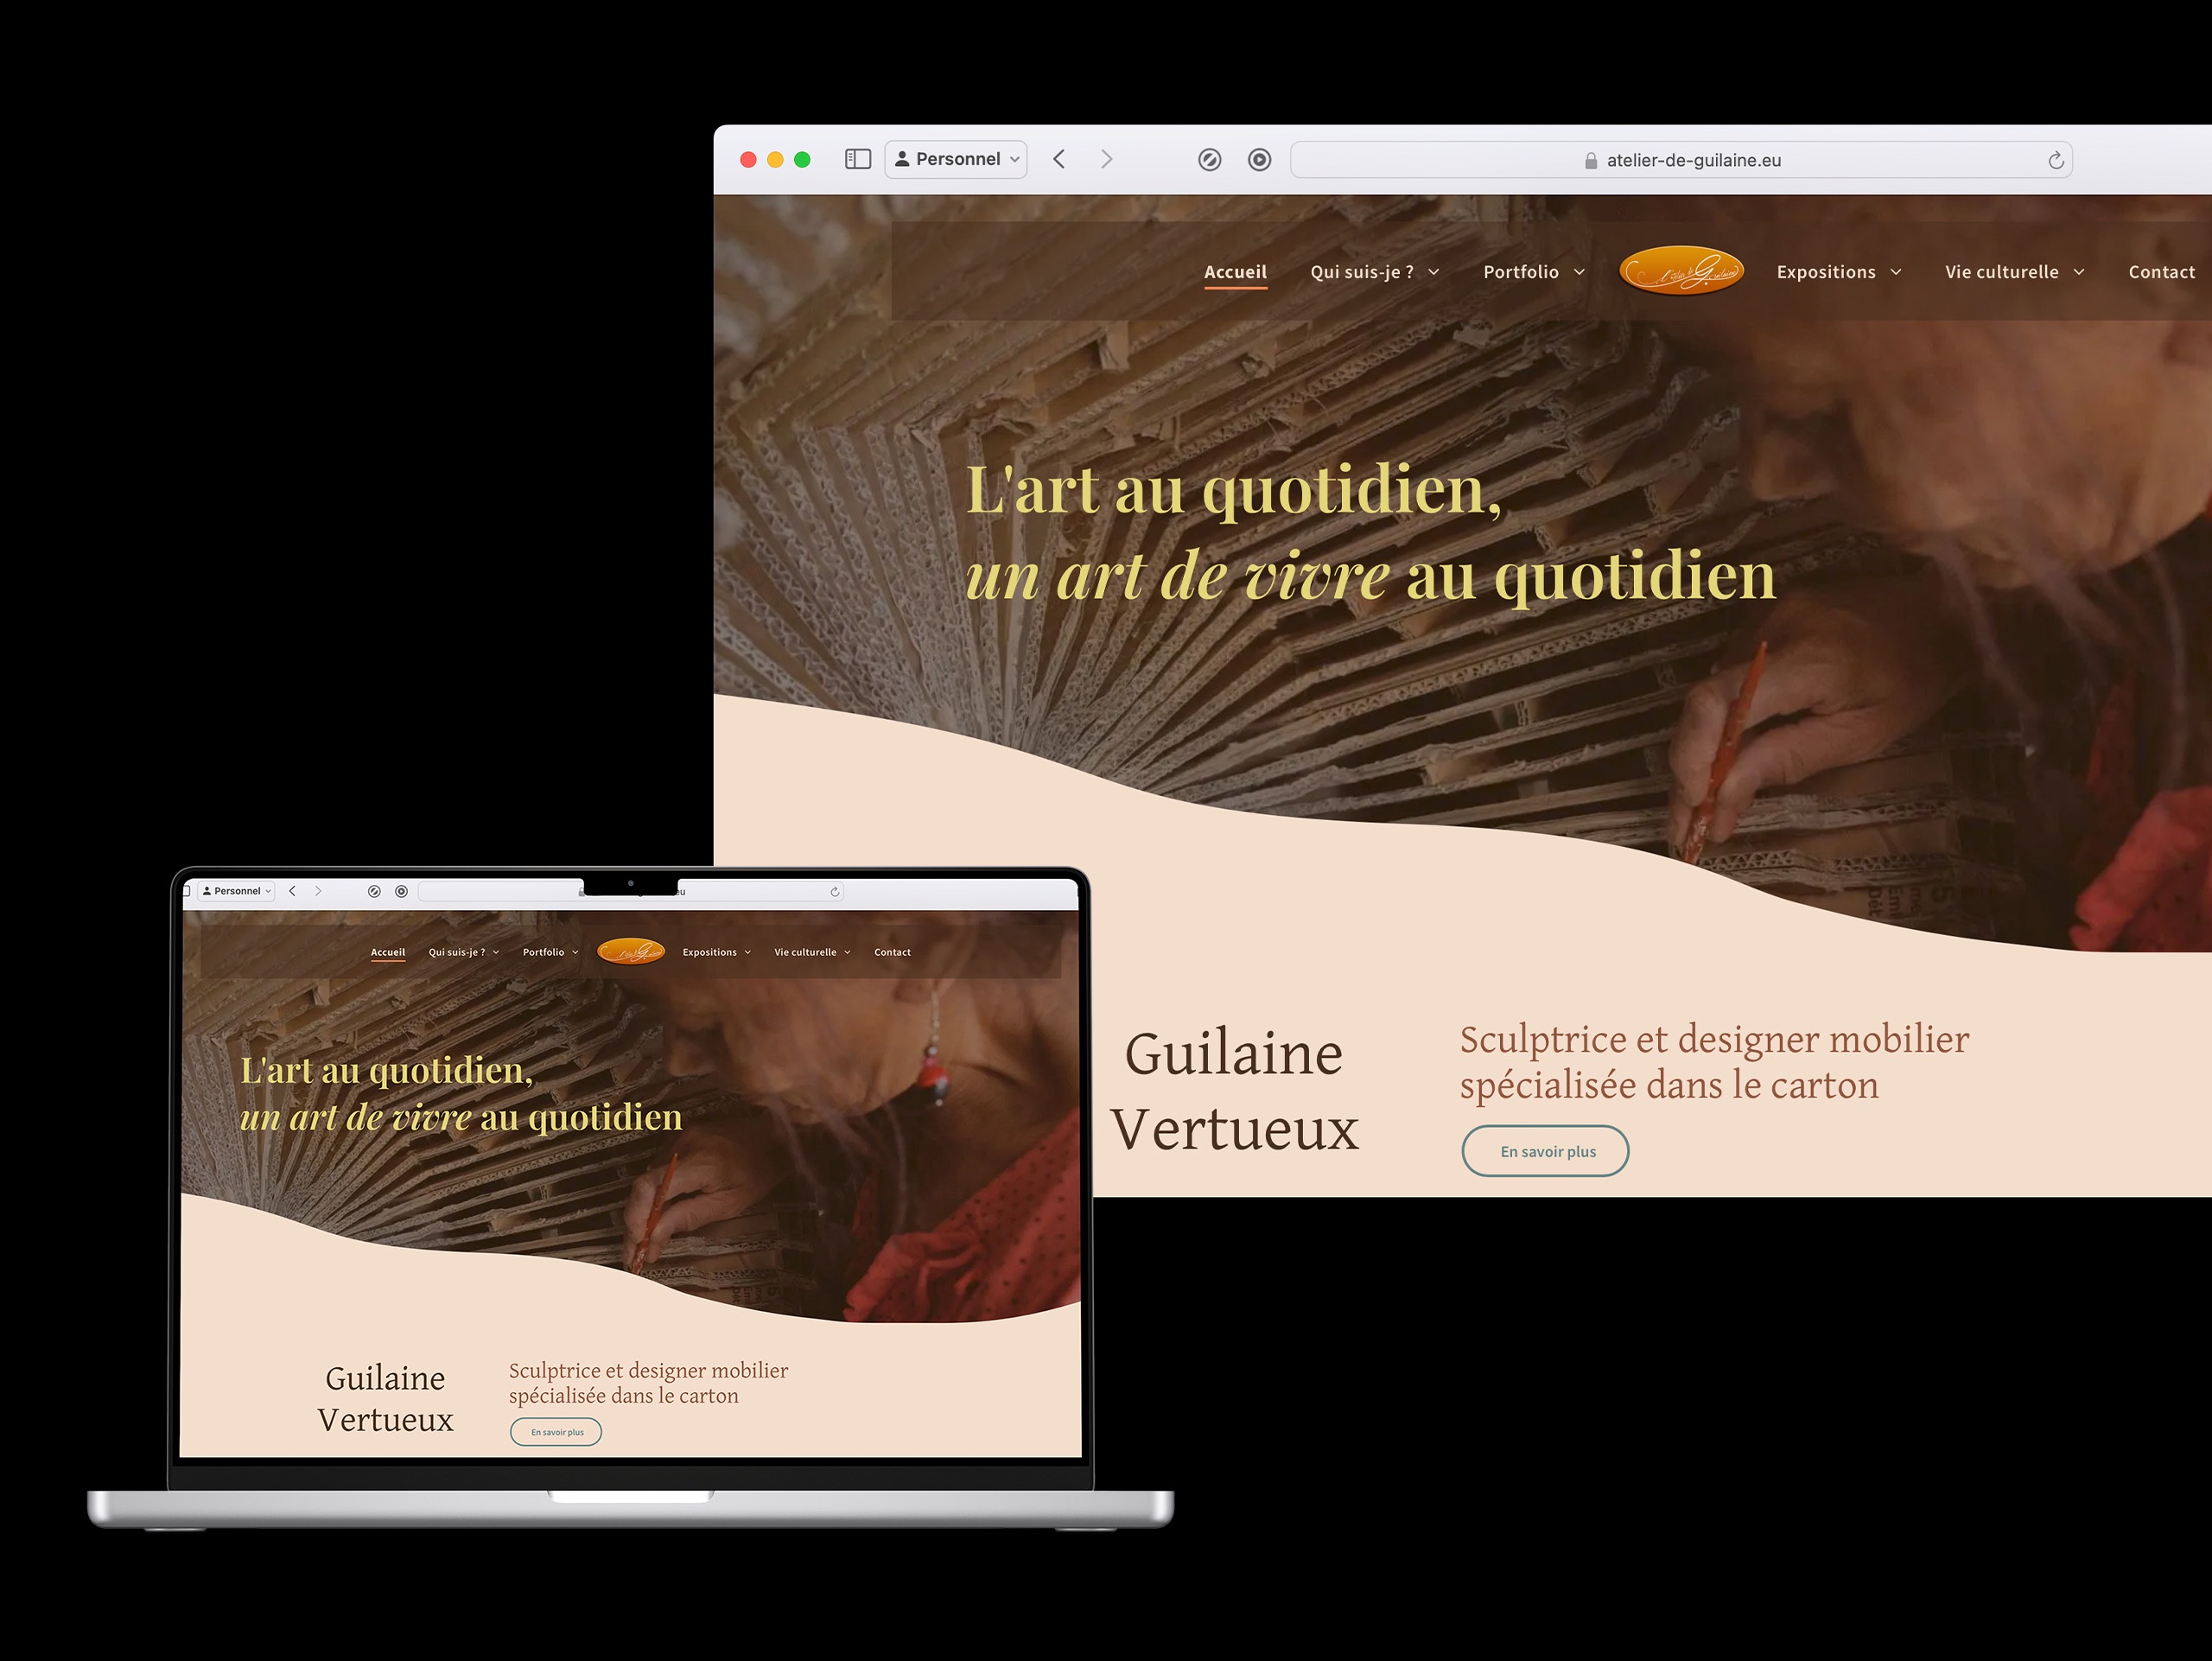 Personnel
atelier-de-guilaine.eu
Accueil
Qui suis-je ?
Portfolio
Expositions
Vie culturelle
Contact
L'art au quotidien,
un art de vivre au quotidien
Guilaine
Vertueux
Sculptrice et designer mobilier
spécialisée dans le carton
En savoir plus
Personnel
eu
Accueil
Qui suis-je ?
Portfolio
Expositions
Vie culturelle
Contact
L'art au quotidien,
un art de vivre au quotidien
Guilaine
Vertueux
Sculptrice et designer mobilier
spécialisée dans le carton
En savoir plus